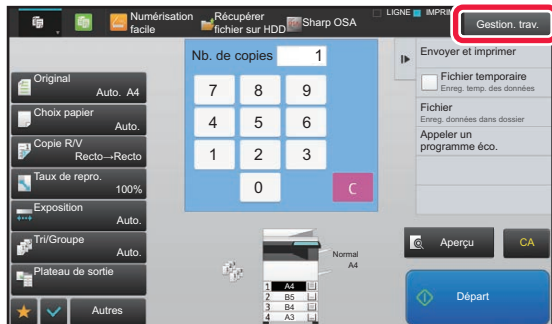 Numérisation
facile
Récupérer
fichier sur HDD
Sharp OSA
LIGNE
IMPRI
Gestion. trav.
Original
Auto. A4
Choix papier
Auto.
Copie R/V
Recto→Recto
Taux de repro.
100%
Exposition
Auto.
Tri/Groupe
Auto.
Plateau de sortie
Autres
Nb. de copies 1
7 8 9
4 5 6
1 2 3
0 C
Normal
A4
1 A4
2 B5
3 B4
4 A3
Envoyer et imprimer
Fichier temporaire
Enreg. temp. des données
Fichier
Enreg. données dans dossier
Appeler un
programme éco.
Aperçu
CA
Départ